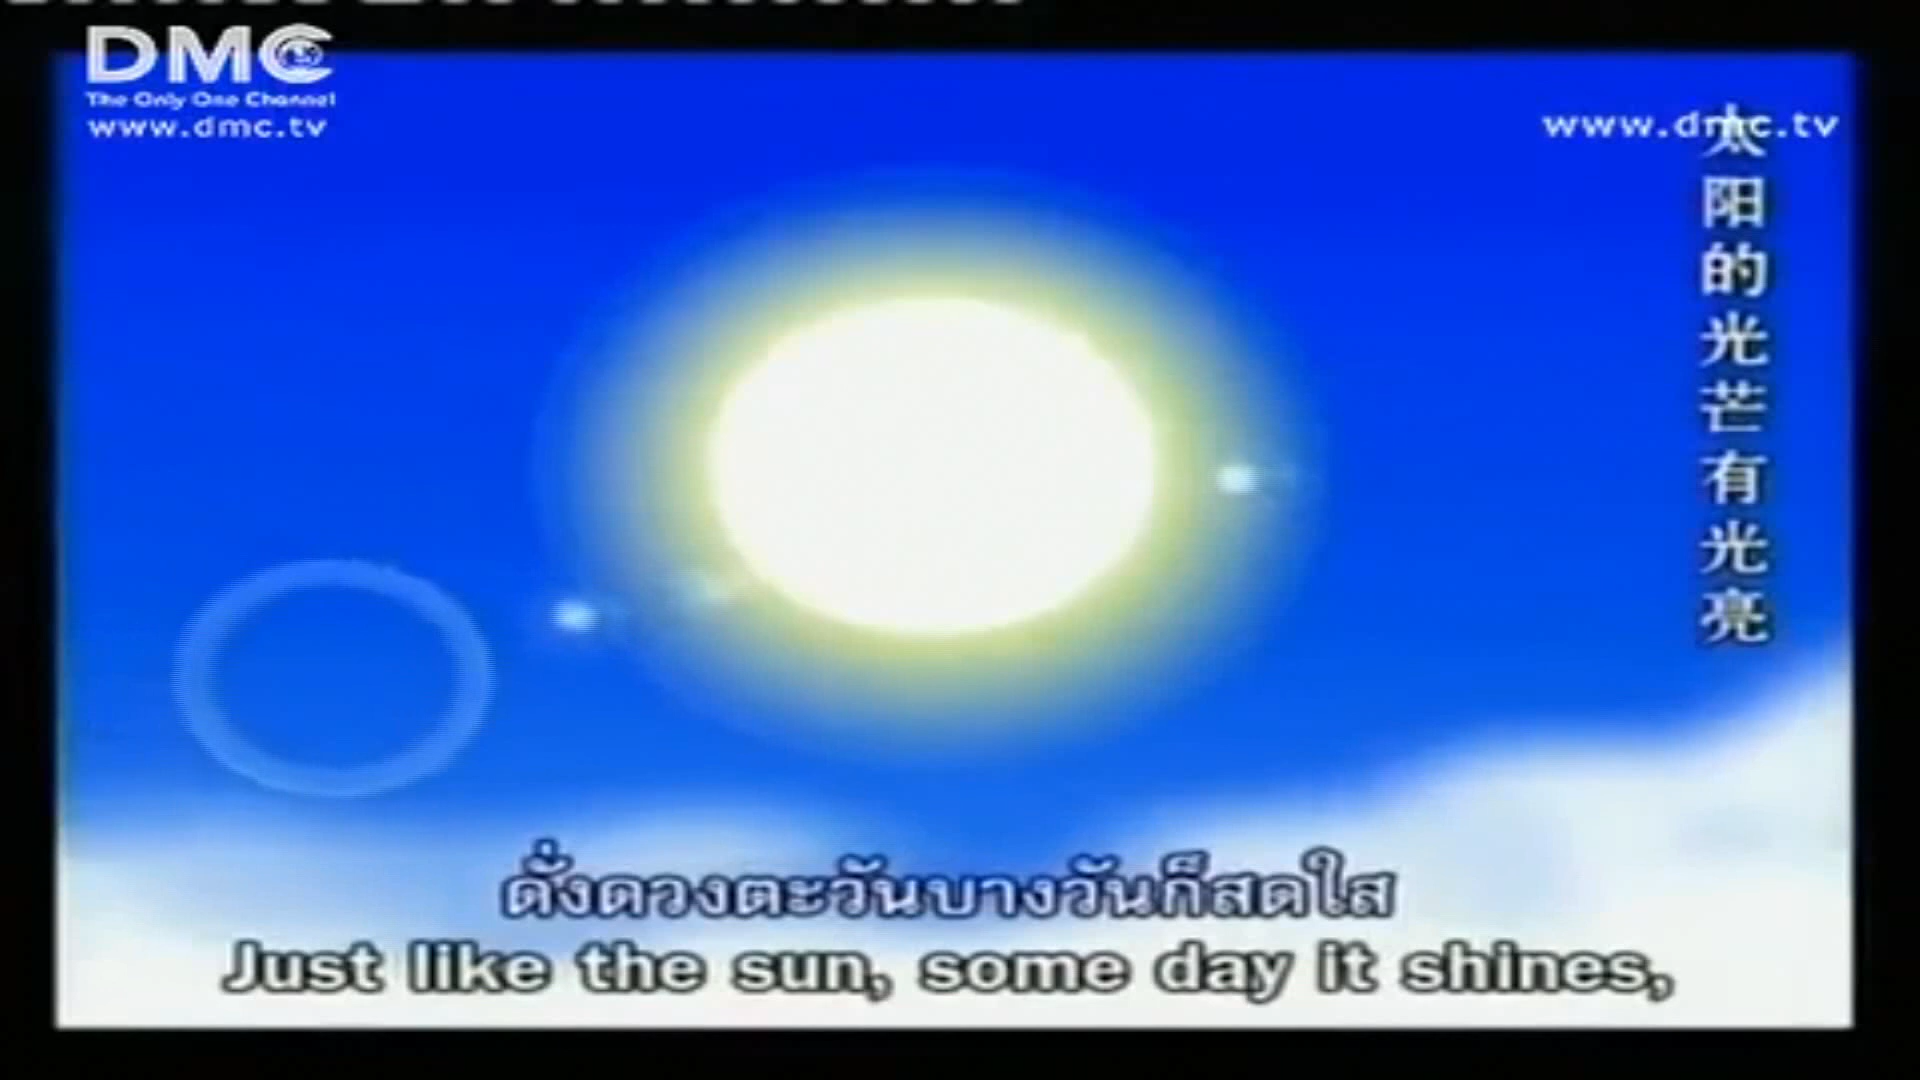 DMC
The Only One Channel
www.dmc.tv
www.dmc.tv
太阳的光芒有光亮
ดั่งดวงตะวันบางวันก็สดใส
Just like the sun, some day it shines,